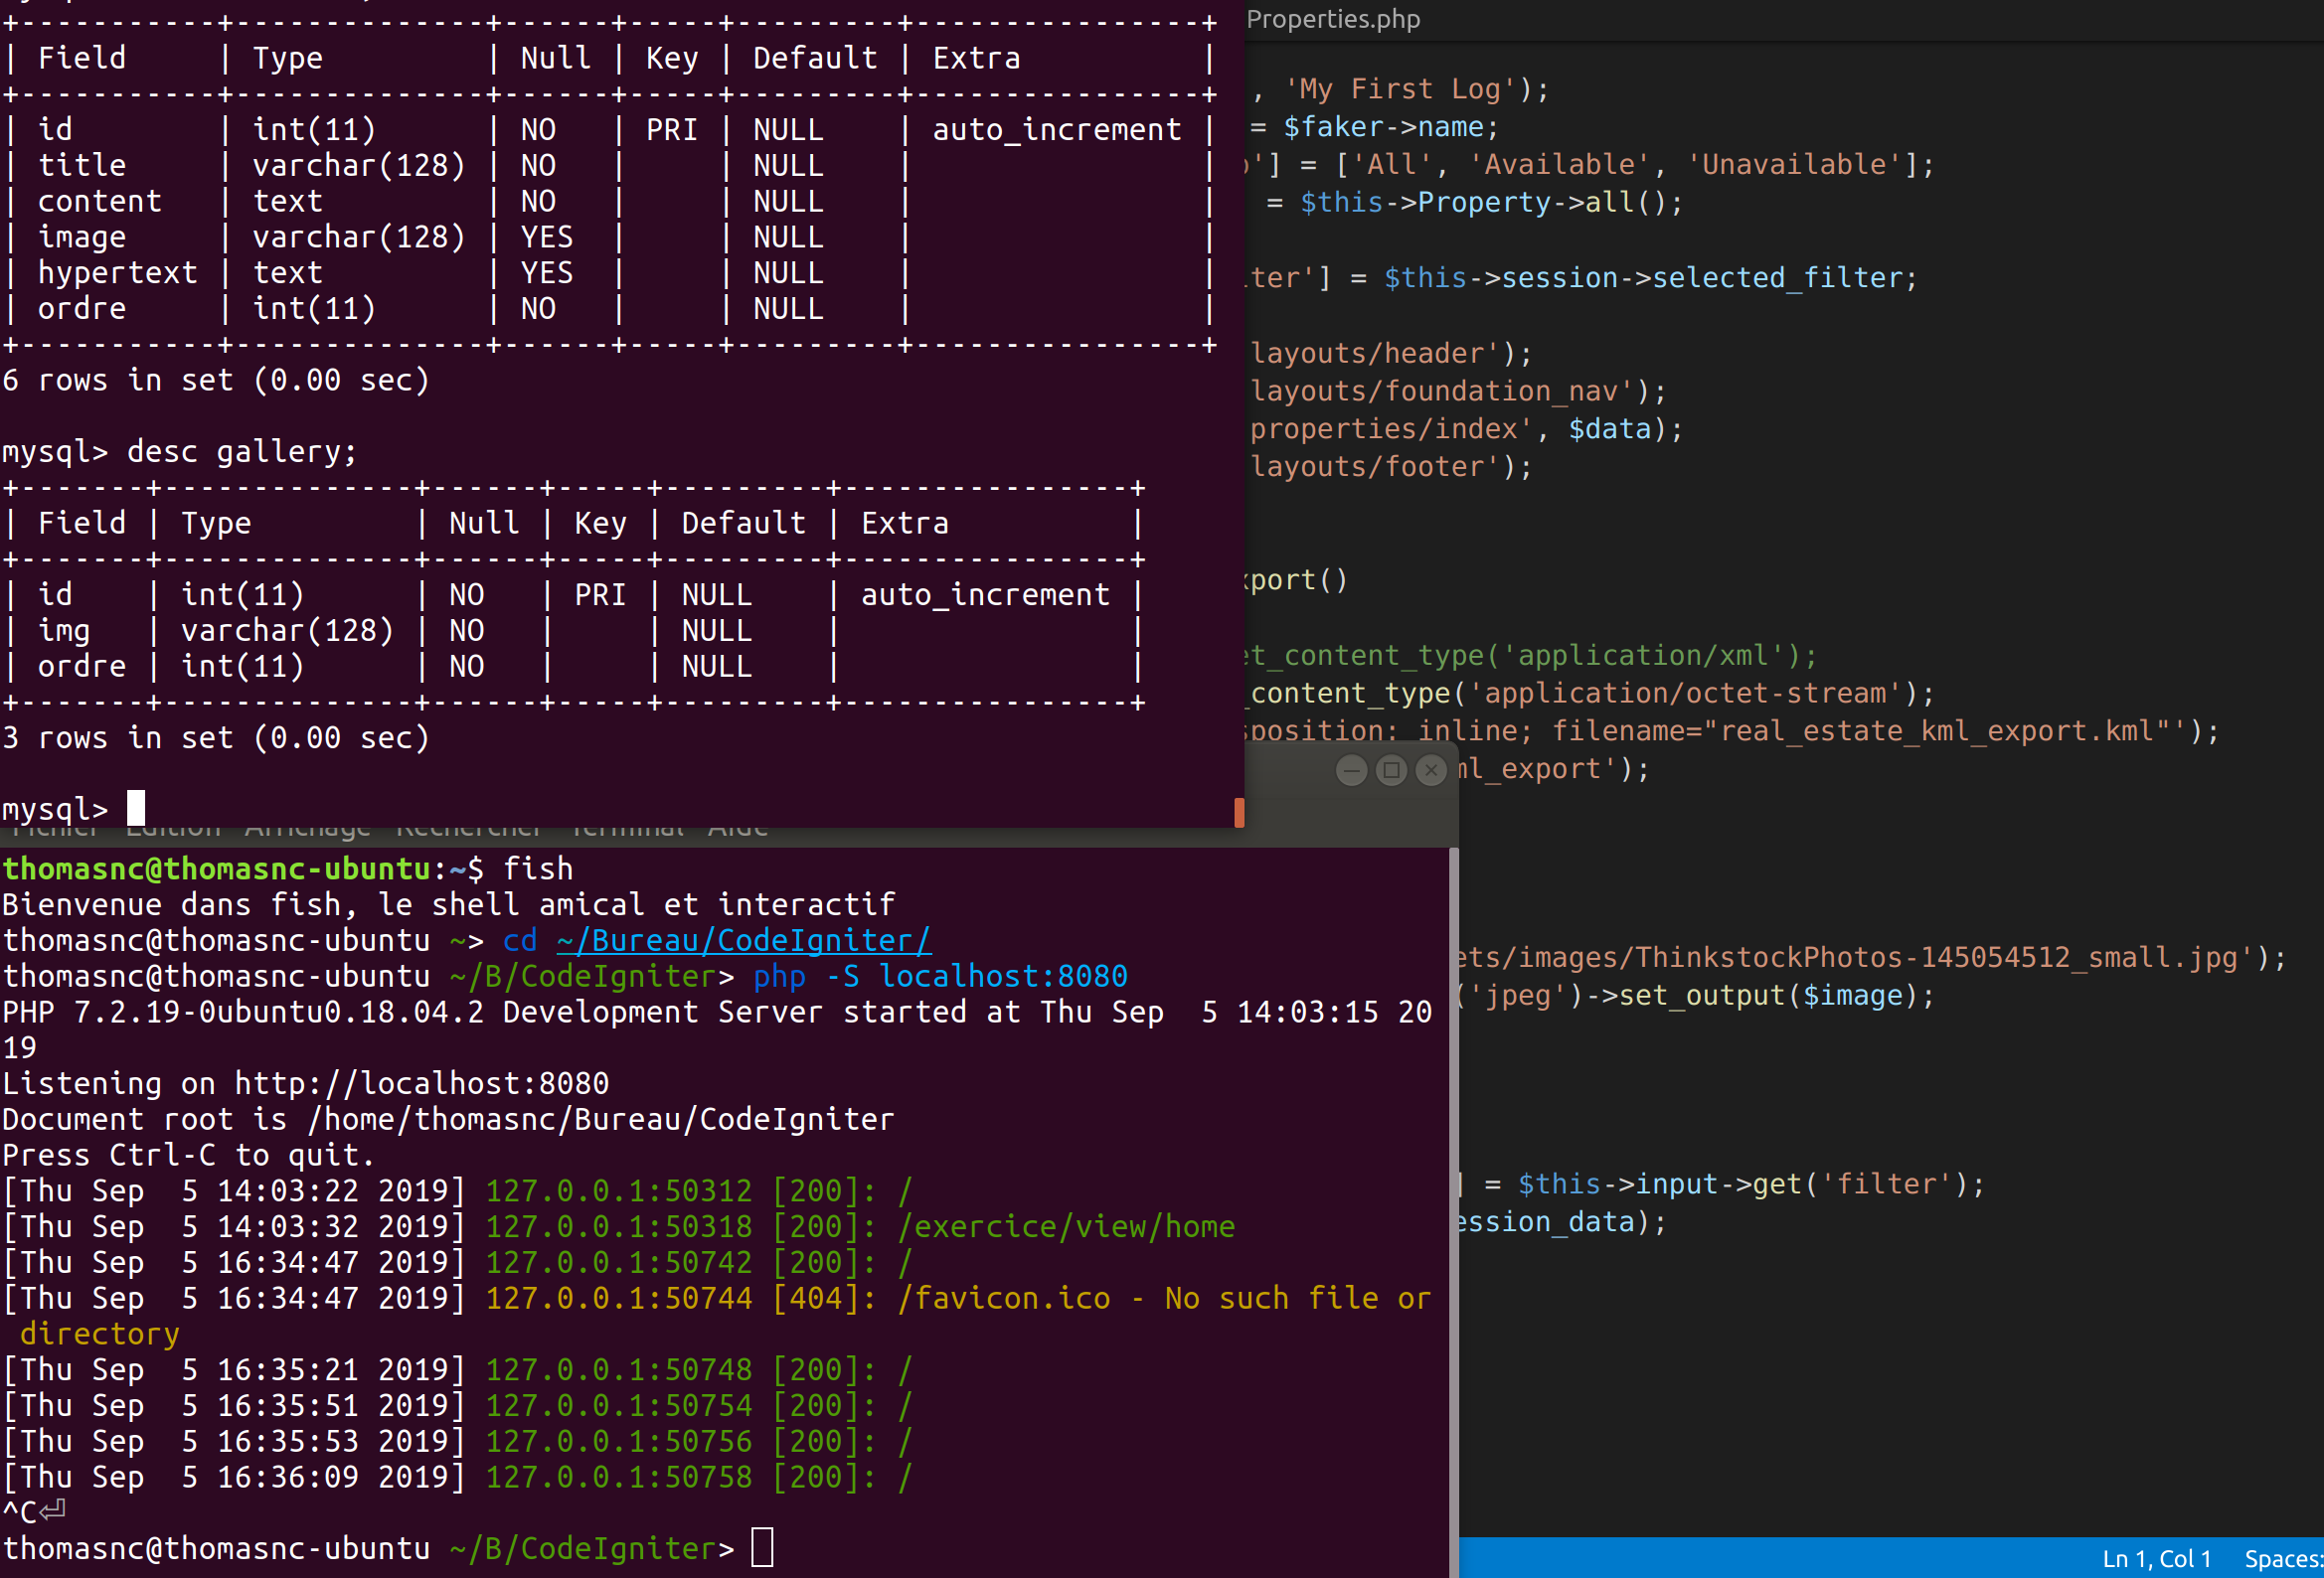 +-----------+--------------+------+-----+---------+----------------+
| Field     | Type         | Null | Key | Default | Extra          |
+-----------+--------------+------+-----+---------+----------------+
| id        | int(11)      | NO   | PRI | NULL    | auto_increment |
| title     | varchar(128) | NO   |     | NULL    |                |
| content   | text         | NO   |     | NULL    |                |
| image     | varchar(128) | YES  |     | NULL    |                |
| hypertext | text         | YES  |     | NULL    |                |
| ordre     | int(11)      | NO   |     | NULL    |                |
+-----------+--------------+------+-----+---------+----------------+
6 rows in set (0.00 sec)
mysql> desc gallery;
+-------+--------------+------+-----+---------+----------------+
| Field | Type         | Null | Key | Default | Extra          |
+-------+--------------+------+-----+---------+----------------+
| id    | int(11)      | NO   | PRI | NULL    | auto_increment |
| img   | varchar(128) | NO   |     | NULL    |                |
| ordre | int(11)      | NO   |     | NULL    |                |
+-------+--------------+------+-----+---------+----------------+
3 rows in set (0.00 sec)
mysql>
Fichier Edition Affichage Rechercher Terminal Aide
thomasnc@thomasnc-ubuntu:~$ fish
Bienvenue dans fish, le shell amical et interactif
thomasnc@thomasnc-ubuntu ~> cd ~/Bureau/CodeIgniter/
thomasnc@thomasnc-ubuntu ~/B/CodeIgniter> php -S localhost:8080
PHP 7.2.19-0ubuntu0.18.04.2 Development Server started at Thu Sep  5 14:03:15 20
19
Listening on http://localhost:8080
Document root is /home/thomasnc/Bureau/CodeIgniter
Press Ctrl-C to quit.
[Thu Sep  5 14:03:22 2019] 127.0.0.1:50312 [200]: /
[Thu Sep  5 14:03:32 2019] 127.0.0.1:50318 [200]: /exercice/view/home
[Thu Sep  5 16:34:47 2019] 127.0.0.1:50742 [200]: /
[Thu Sep  5 16:34:47 2019] 127.0.0.1:50744 [404]: /favicon.ico - No such file or
 directory
[Thu Sep  5 16:35:21 2019] 127.0.0.1:50748 [200]: /
[Thu Sep  5 16:35:51 2019] 127.0.0.1:50754 [200]: /
[Thu Sep  5 16:35:53 2019] 127.0.0.1:50756 [200]: /
[Thu Sep  5 16:36:09 2019] 127.0.0.1:50758 [200]: /
^C⏎
thomasnc@thomasnc-ubuntu ~/B/CodeIgniter>
Properties.php
, 'My First Log');
= $faker->name;
'] = ['All', 'Available', 'Unavailable'];
= $this->Property->all();
ter'] = $this->session->selected_filter;
layouts/header');
layouts/foundation_nav');
properties/index', $data);
layouts/footer');
xport()
et_content_type('application/xml');
_content_type('application/octet-stream');
sposition: inline; filename="real_estate_kml_export.kml"');
ml_export');
ets/images/ThinkstockPhotos-145054512_small.jpg');
('jpeg')->set_output($image);
] = $this->input->get('filter');
ession_data);
Ln 1, Col 1 Spaces: